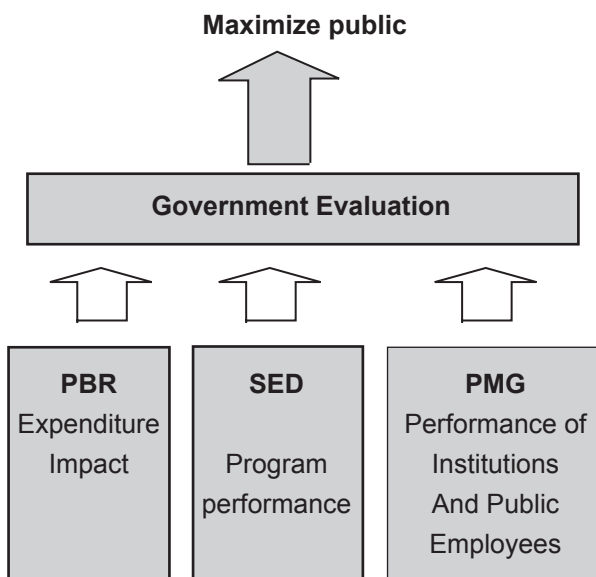 Maximize public
Government Evaluation
PBR
Expenditure
Impact
SED
Program
performance
PMG
Performance of
Institutions
And Public
Employees